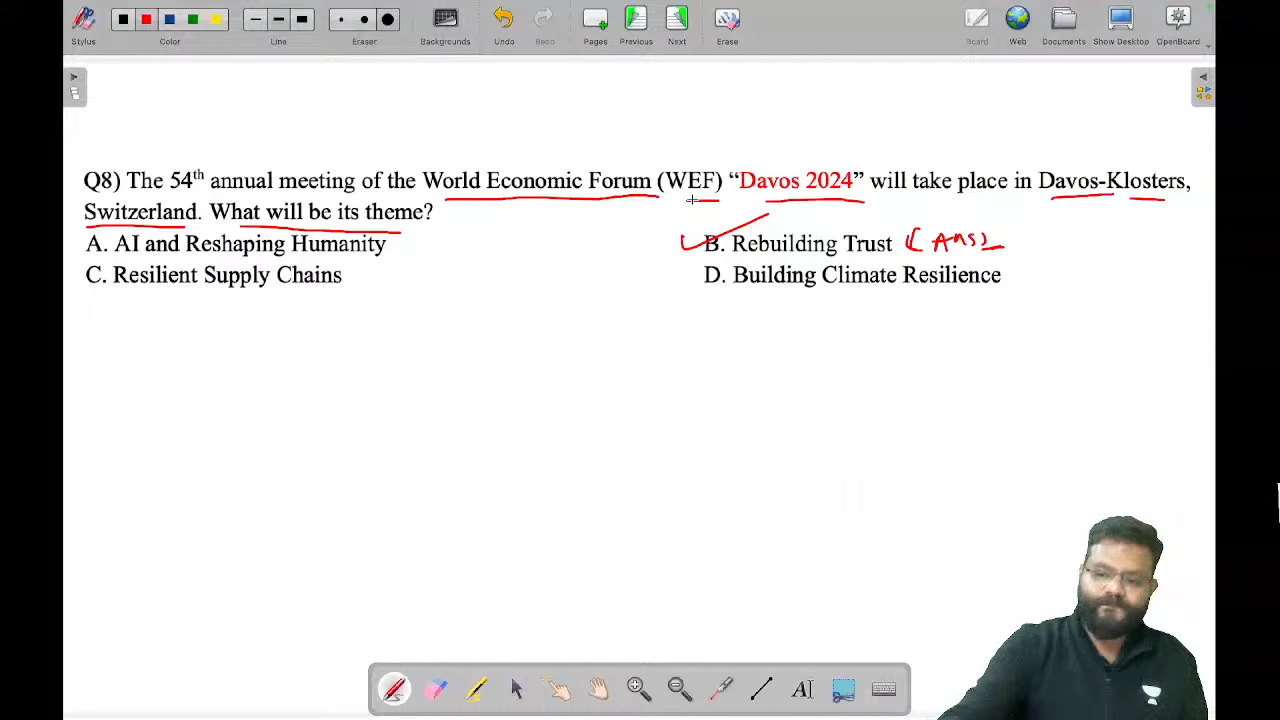 Stylus Color Line Eraser Backgrounds Undo Redo Pages Previous Next Erase Board Web Documents Show Desktop OpenBoard
Q8) The 54th annual meeting of the World Economic Forum (WEF) “Davos 2024” will take place in Davos-Klosters,
Switzerland. What will be its theme?
A. AI and Reshaping Humanity
B. Rebuilding Trust (Ans)
C. Resilient Supply Chains
D. Building Climate Resilience